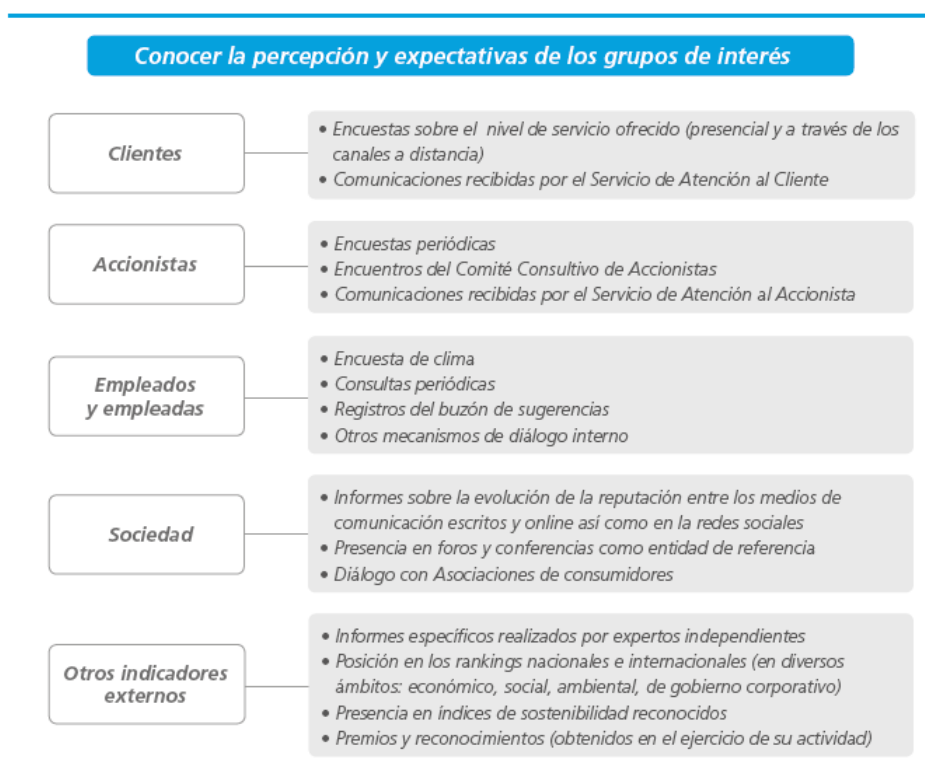 Conocer la percepción y expectativas de los grupos de interés
Clientes
• Encuestas sobre el nivel de servicio ofrecido (presencial y a través de los
canales a distancia)
• Comunicaciones recibidas por el Servicio de Atención al Cliente
Accionistas
• Encuestas periódicas
• Encuentros del Comité Consultivo de Accionistas
• Comunicaciones recibidas por el Servicio de Atención al Accionista
Empleados
y empleadas
• Encuesta de clima
• Consultas periódicas
• Registros del buzón de sugerencias
• Otros mecanismos de diálogo interno
Sociedad
• Informes sobre la evolución de la reputación entre los medios de
comunicación escritos y online así como en la redes sociales
• Presencia en foros y conferencias como entidad de referencia
• Diálogo con Asociaciones de consumidores
Otros indicadores
externos
• Informes específicos realizados por expertos independientes
• Posición en los rankings nacionales e internacionales (en diversos
ámbitos: económico, social, ambiental, de gobierno corporativo)
• Presencia en índices de sostenibilidad reconocidos
• Premios y reconocimientos (obtenidos en el ejercicio de su actividad)